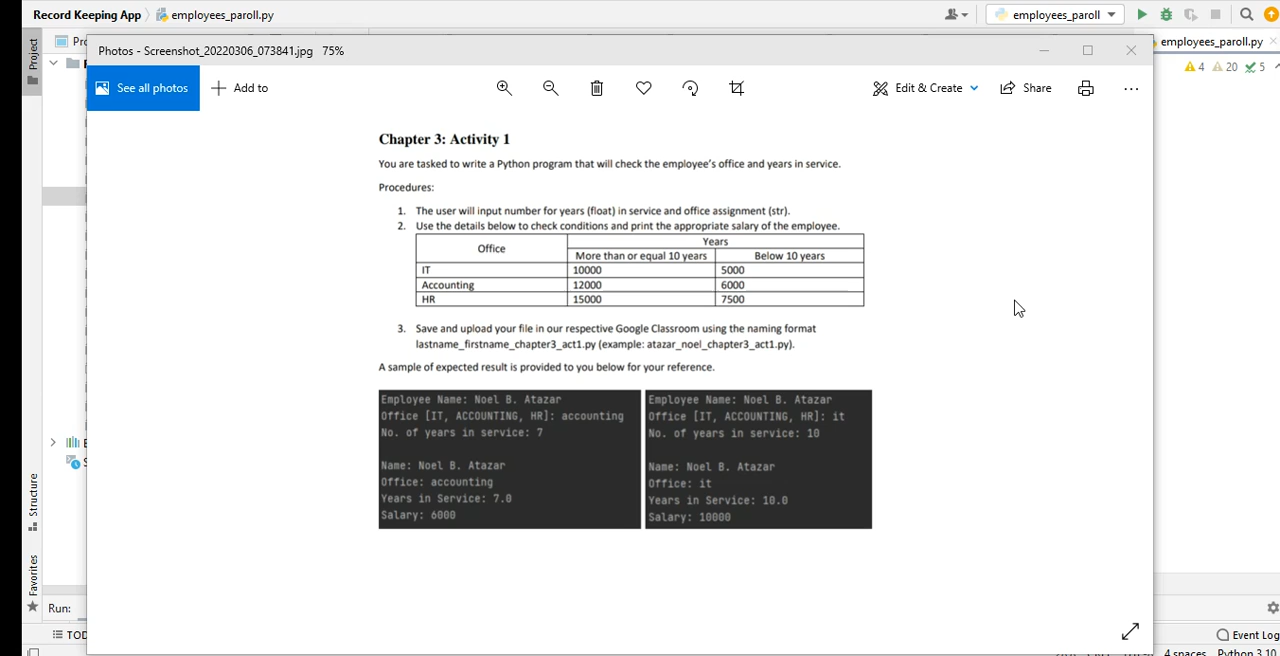 Record Keeping App
employees_paroll.py
employees_paroll
Project
employees_paroll.py
4
20
5
Photos - Screenshot_20220306_073841.jpg 75%
See all photos
Add to
Edit & Create
Share
Chapter 3: Activity 1
You are tasked to write a Python program that will check the employee's office and years in service.
Procedures:
1. The user will input number for years (float) in service and office assignment (str).
2. Use the details below to check conditions and print the appropriate salary of the employee.
Office
Years
More than or equal 10 years
Below 10 years
IT 10000 5000
Accounting 12000 6000
HR 15000 7500
3. Save and upload your file in our respective Google Classroom using the naming format
lastname_firstname_chapter3_act1.py (example: atazar_noel_chapter3_act1.py).
A sample of expected result is provided to you below for your reference.
Employee Name: Noel B. Atazar
Office [IT, ACCOUNTING, HR]: accounting
No. of years in service: 7
Name: Noel B. Atazar
Office: accounting
Years in Service: 7.0
Salary: 6000
Employee Name: Noel B. Atazar
Office [IT, ACCOUNTING, HR]: it
No. of years in service: 10
Name: Noel B. Atazar
Office: it
Years in Service: 10.0
Salary: 10000
Structure
Favorites
Run:
Event Log
4 spaces Python 3.10